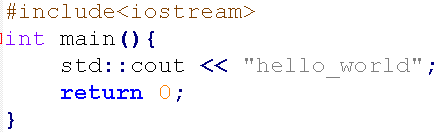 #include<iostream>
int main(){
    std::cout << "hello_world";
    return 0;
}